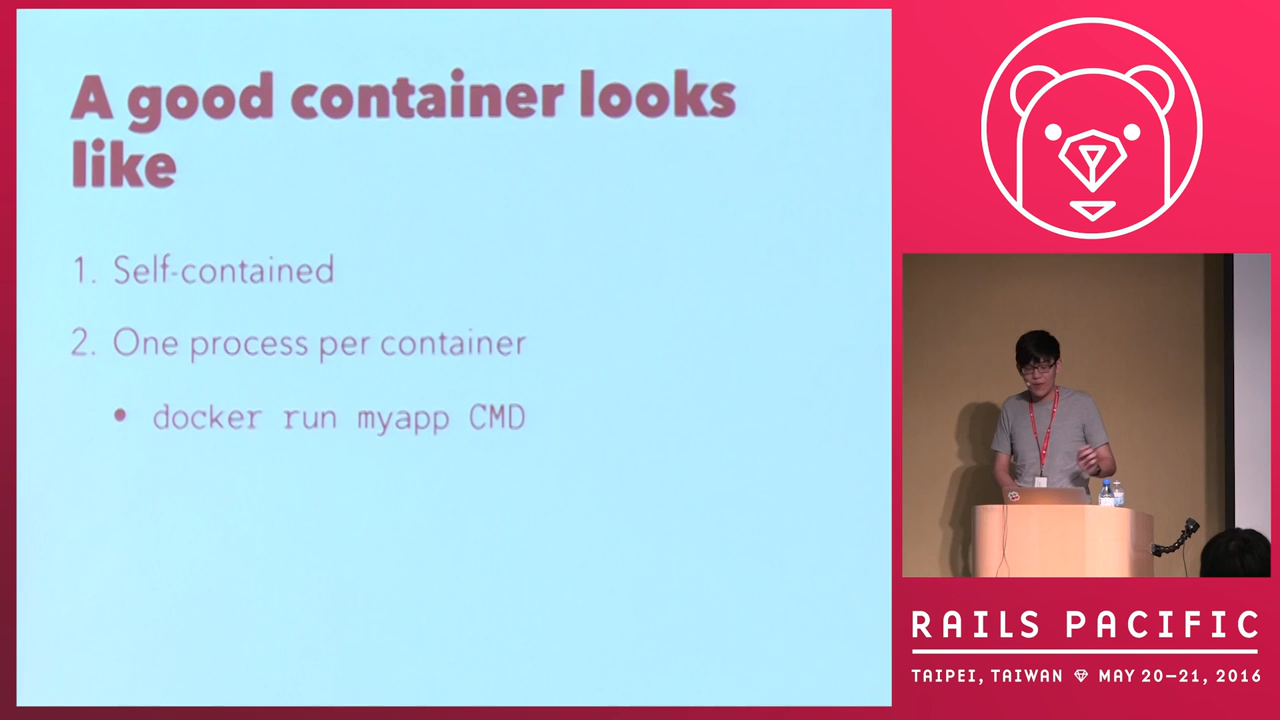 A good container looks
like
1. Self-contained
2. One process per container
• docker run myapp CMD
RAILS PACIFIC
TAIPEI, TAIWAN MAY 20–21, 2016